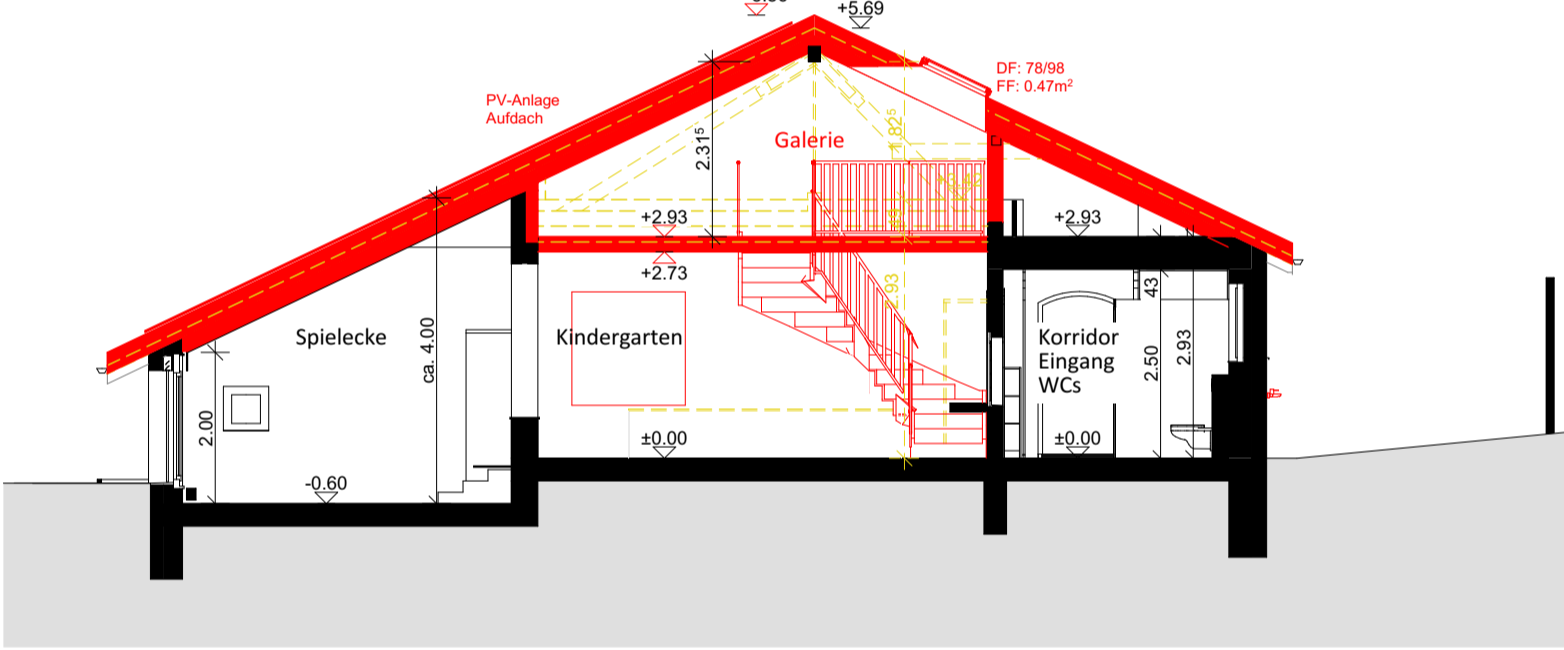 +5.69
DF: 78/98
FF: 0.47m²
PV-Anlage
Aufdach
2.31⁵
Galerie
1.82⁵
+2.93
+2.93
+2.73
2.93
43
Spielecke
ca. 4.00
Kindergarten
Korridor
Eingang
WCs
2.50
2.93
2.00
±0.00
±0.00
-0.60